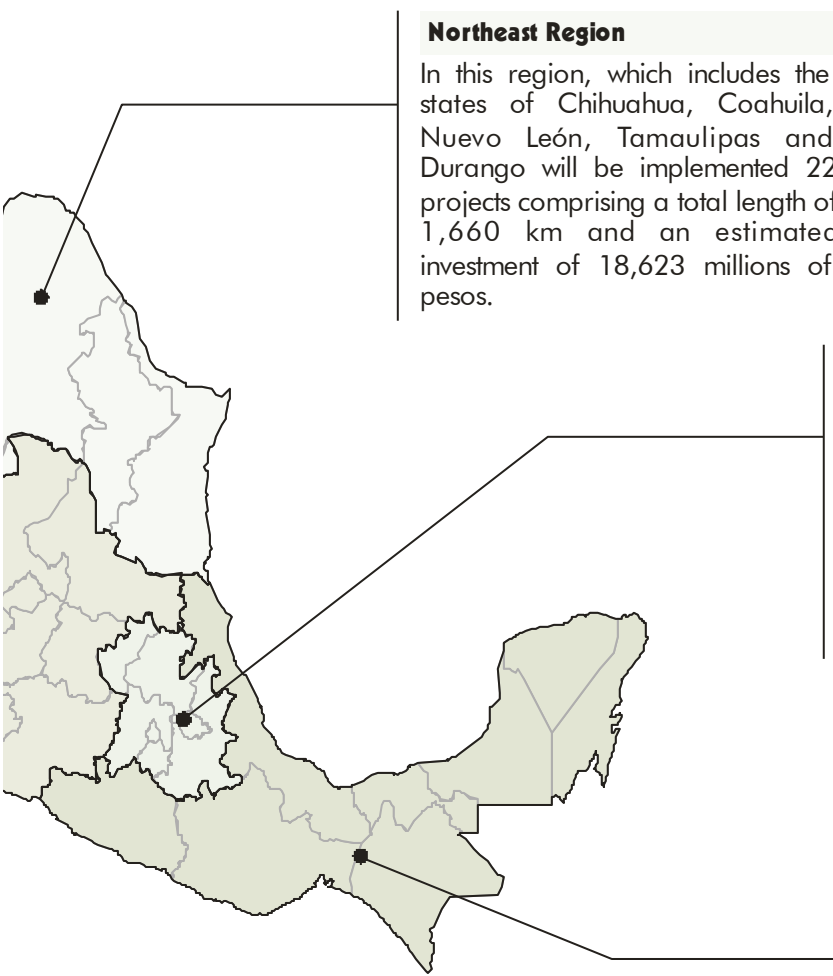 Northeast Region
In this region, which includes the
states of Chihuahua, Coahuila,
Nuevo León, Tamaulipas and
Durango will be implemented 22
projects comprising a total length of
1,660 km and an estimated
investment of 18,623 millions of
pesos.